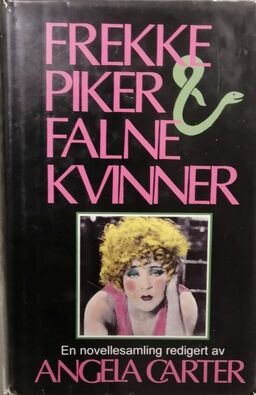 FREKKE
PIKER &
FALNE
KVINNER
En novellesamling redigert av
ANGELA CARTER